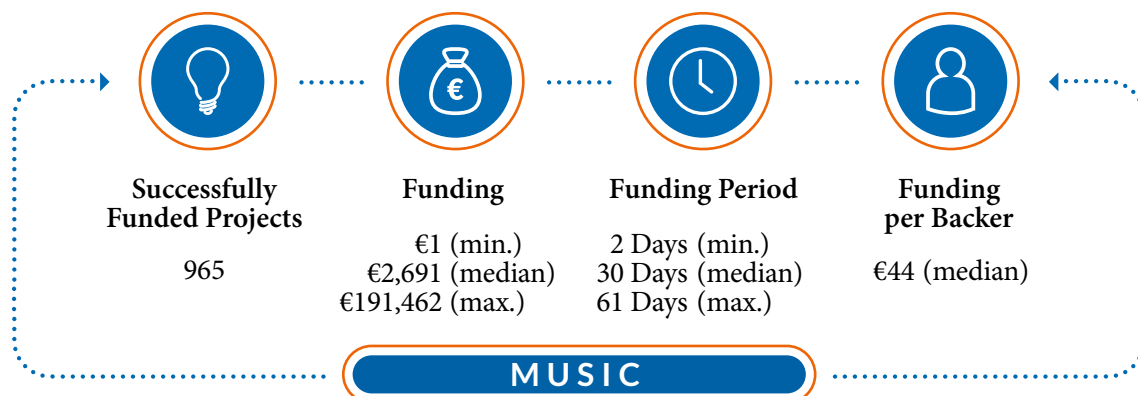 €
Successfully
Funded Projects
965
Funding
€1 (min.)
€2,691 (median)
€191,462 (max.)
Funding Period
2 Days (min.)
30 Days (median)
61 Days (max.)
Funding
per Backer
€44 (median)
MUSIC